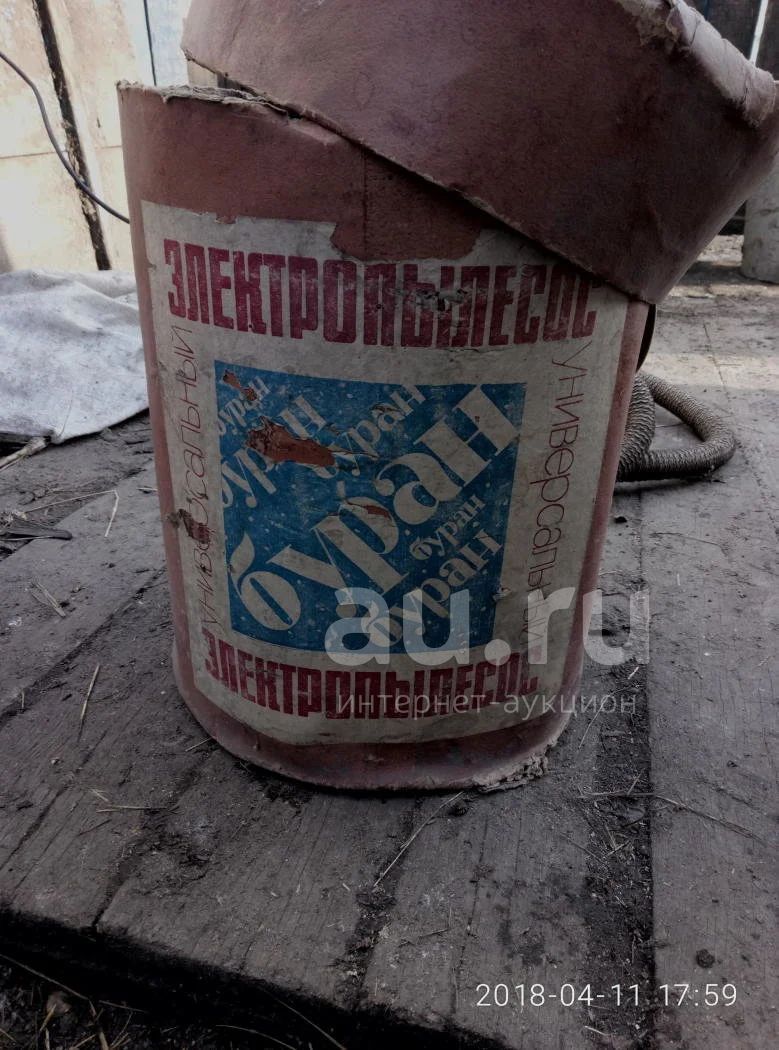 ЭЛЕКТРОПЫЛЕСОС
универсальный
универсальный
буран
буран
буран
буран
буран
буран
ЭЛЕКТРОПЫЛЕСОС
au.ru
интернет-аукцион
2018-04-11 17:59